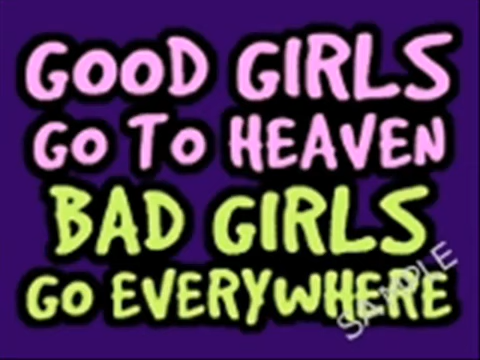 GOOD GIRLS
GO TO HEAVEN
BAD GIRLS
GO EVERYWHERE
SAMPLE